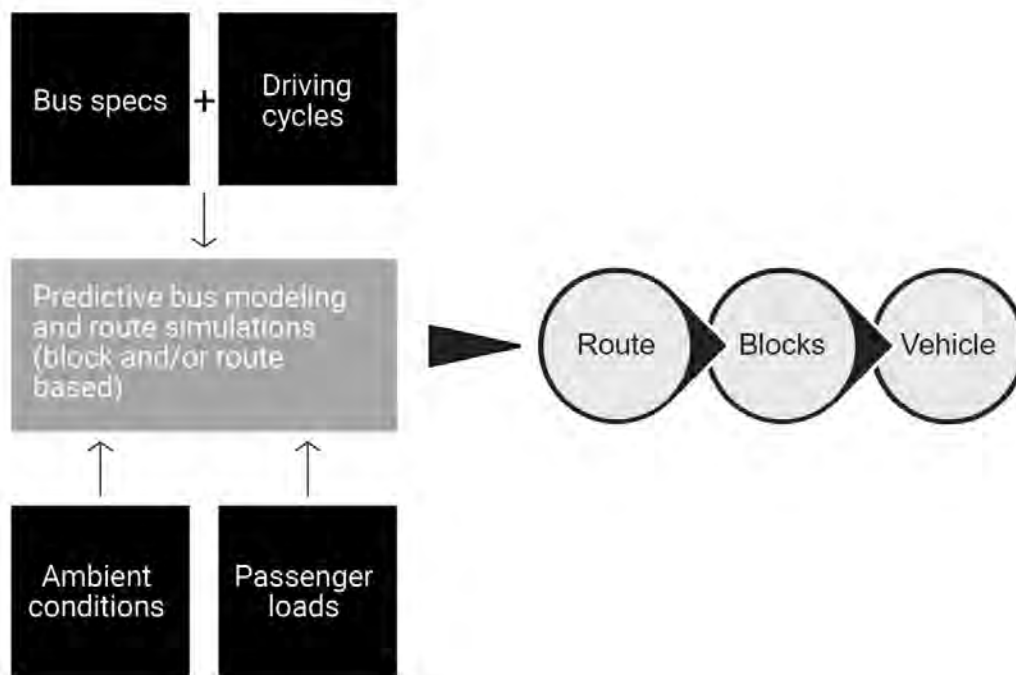 Bus specs
+
Driving
cycles
Predictive bus modeling
and route simulations
(block and/or route
based)
Route
Blocks
Vehicle
Ambient
conditions
Passenger
loads